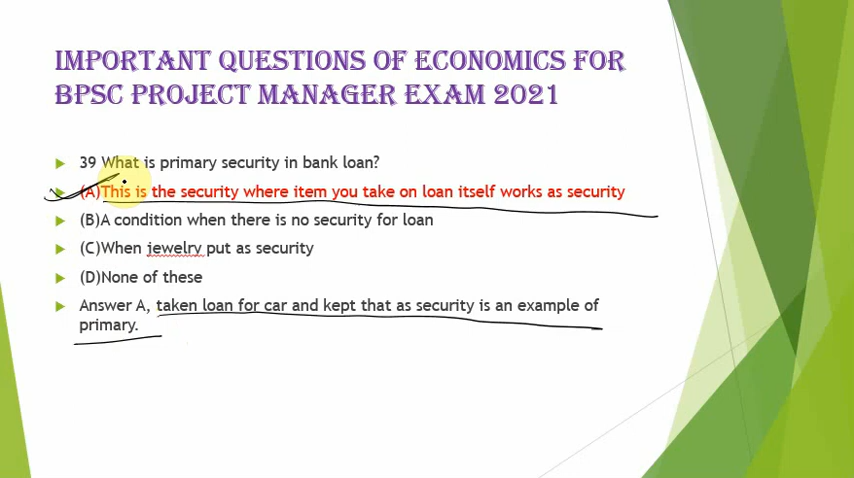 IMPORTANT QUESTIONS OF ECONOMICS FOR
BPSC PROJECT MANAGER EXAM 2021
39 What is primary security in bank loan?
(A)This is the security where item you take on loan itself works as security
(B)A condition when there is no security for loan
(C)When jewelry put as security
(D)None of these
Answer A, taken loan for car and kept that as security is an example of
primary.